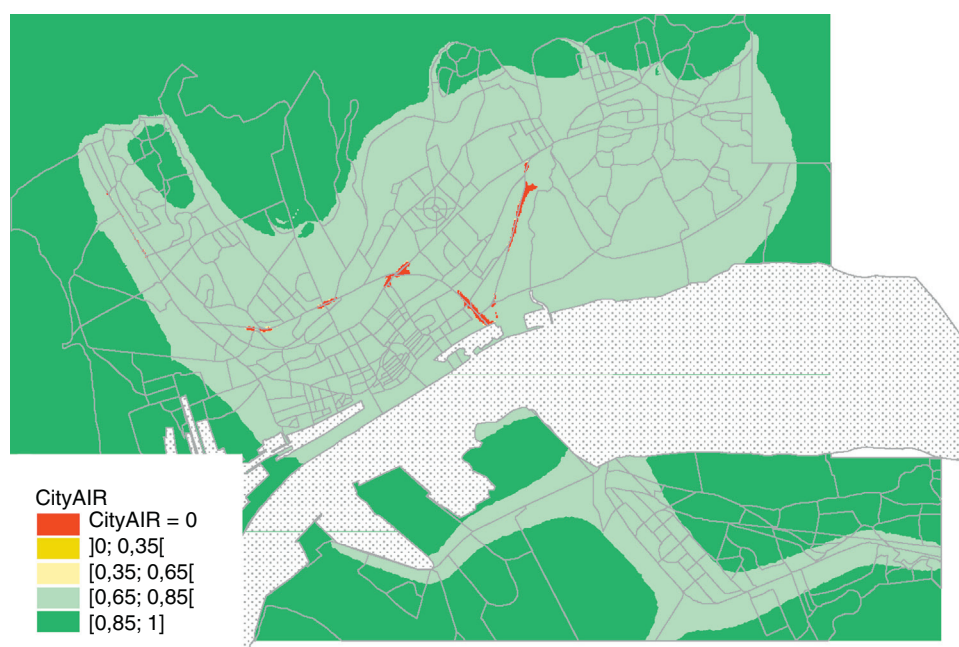 CityAIR
CityAIR = 0
]0; 0,35[
[0,35; 0,65[
[0,65; 0,85[
[0,85; 1]